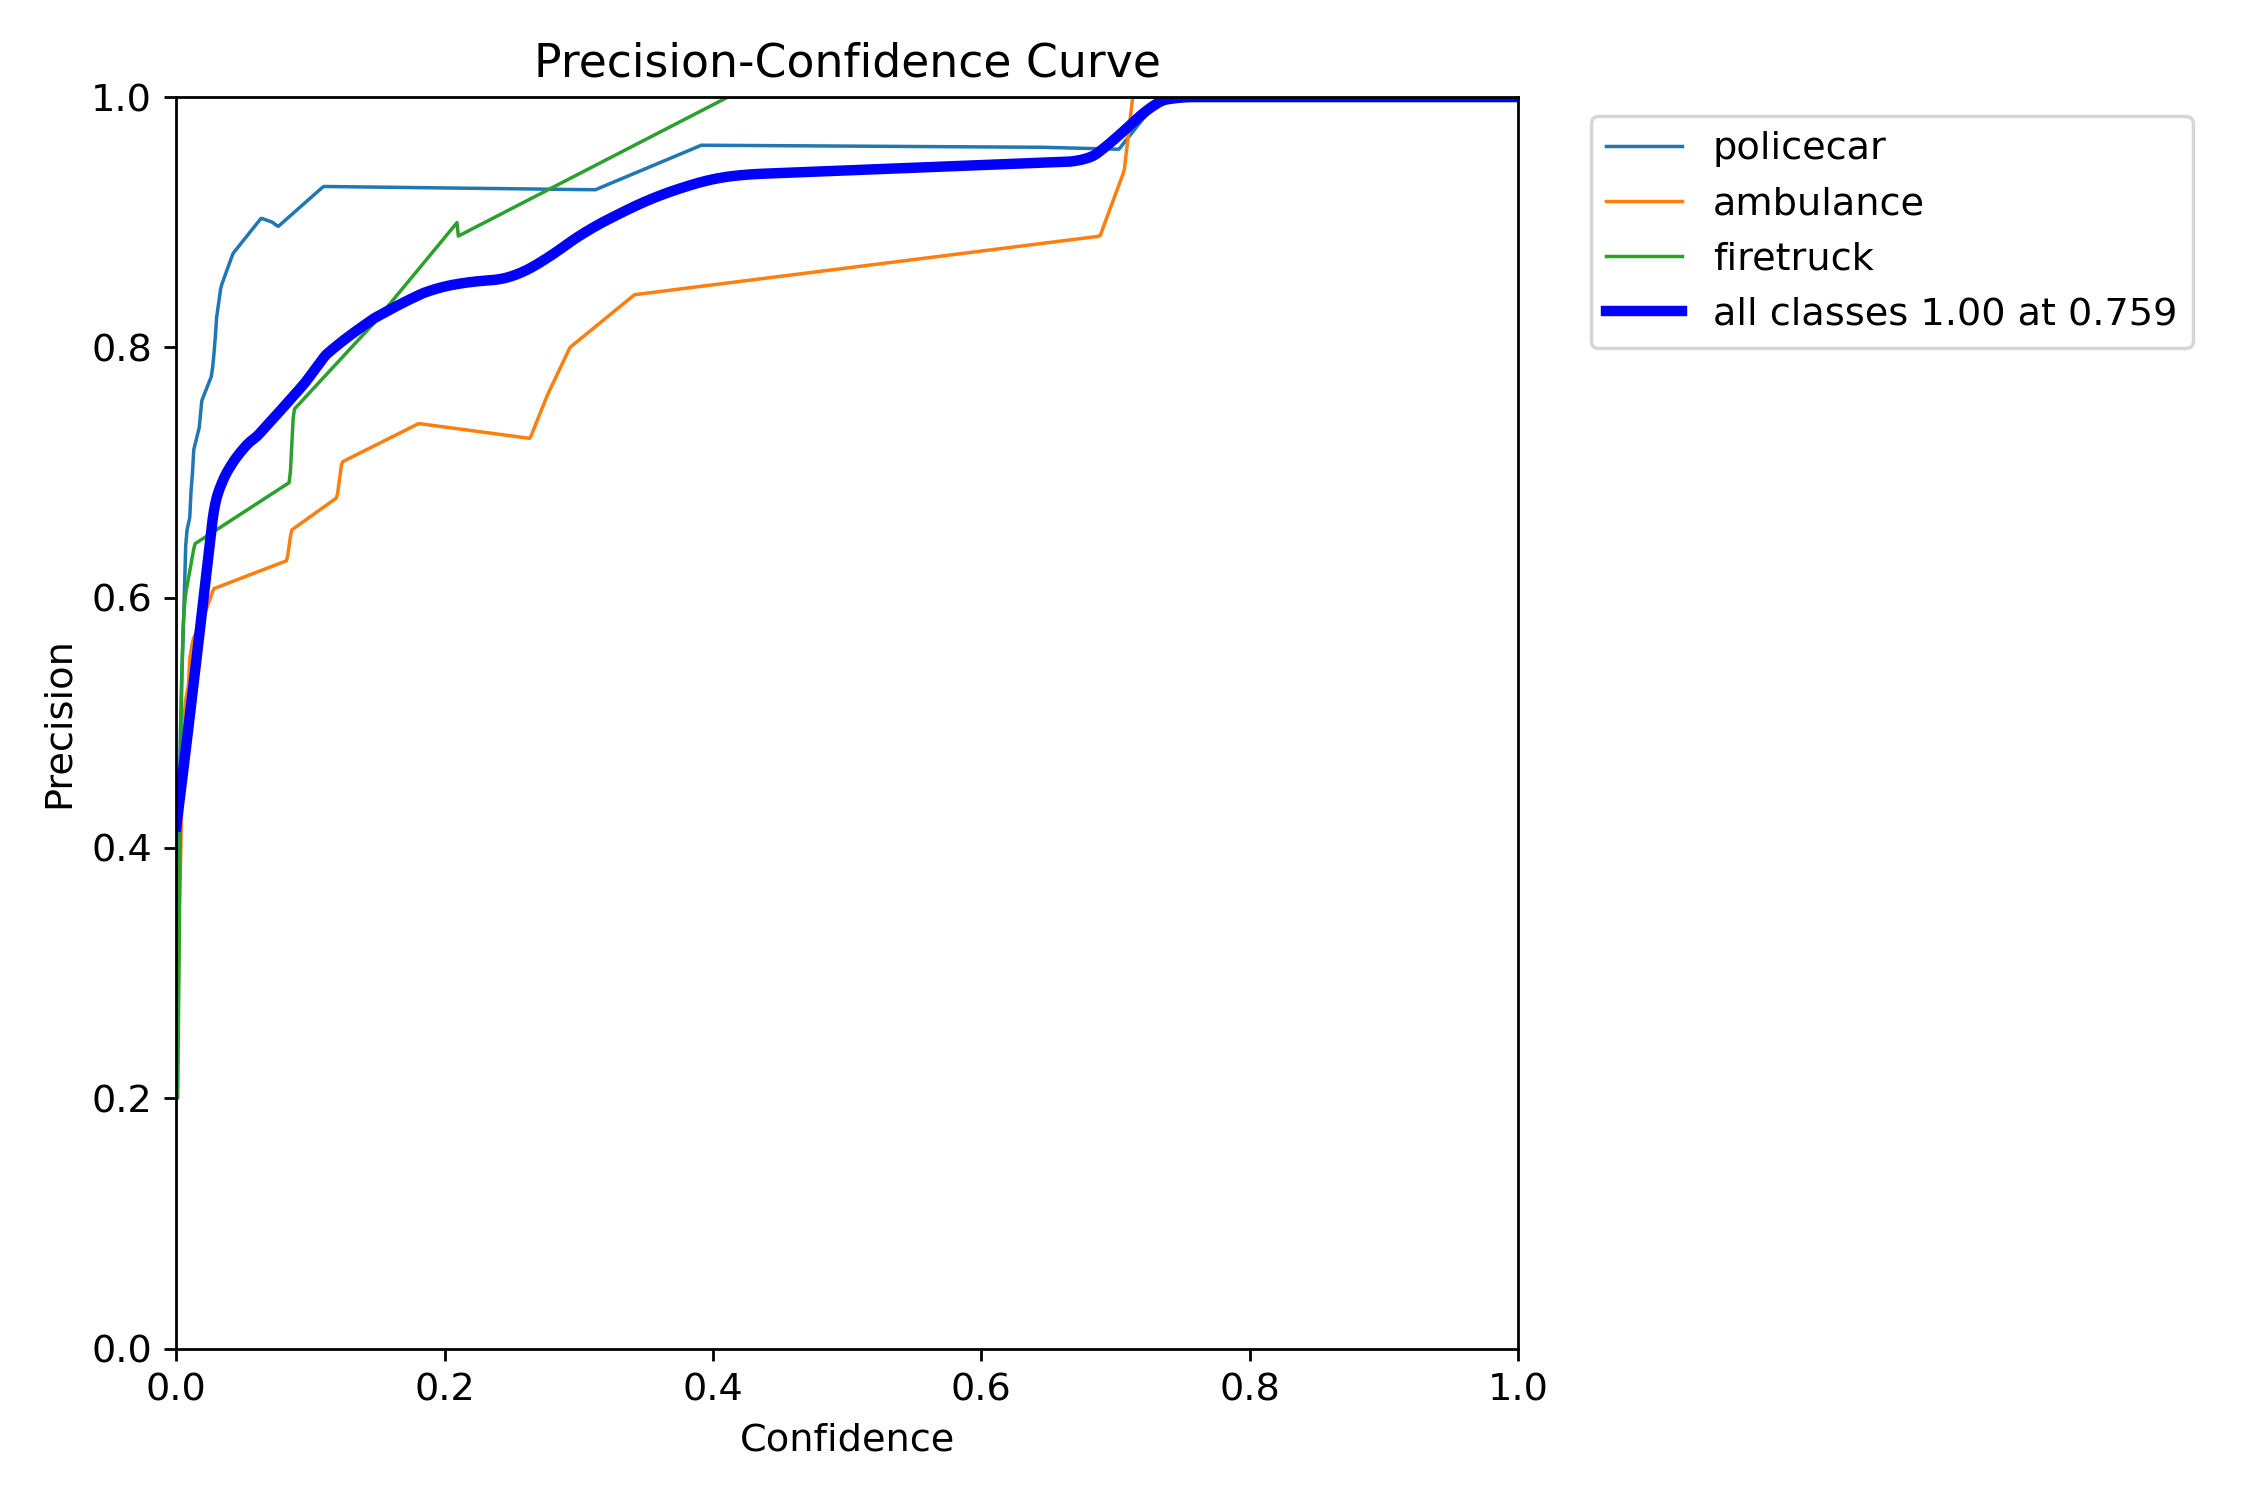 Precision-Confidence Curve
1.0
0.8
0.6
0.4
0.2
0.0
Precision
0.0 0.2 0.4 0.6 0.8 1.0
Confidence
policecar
ambulance
firetruck
all classes 1.00 at 0.759